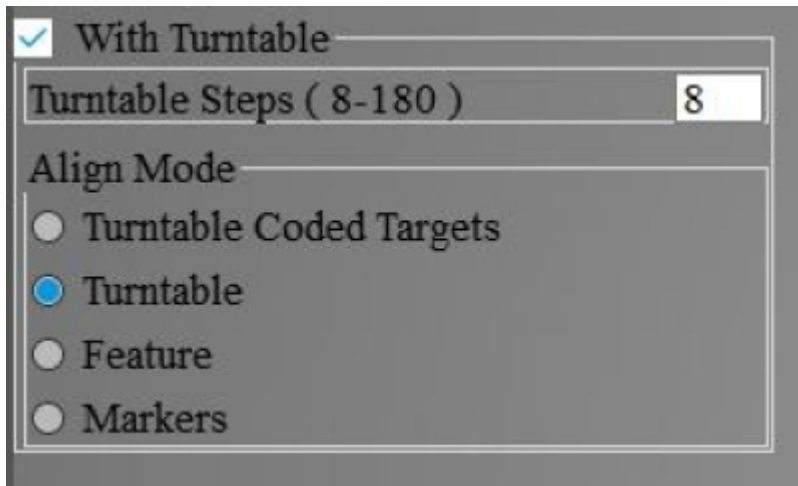 With Turntable
Turntable Steps ( 8-180 ) 8
Align Mode
Turntable Coded Targets
Turntable
Feature
Markers